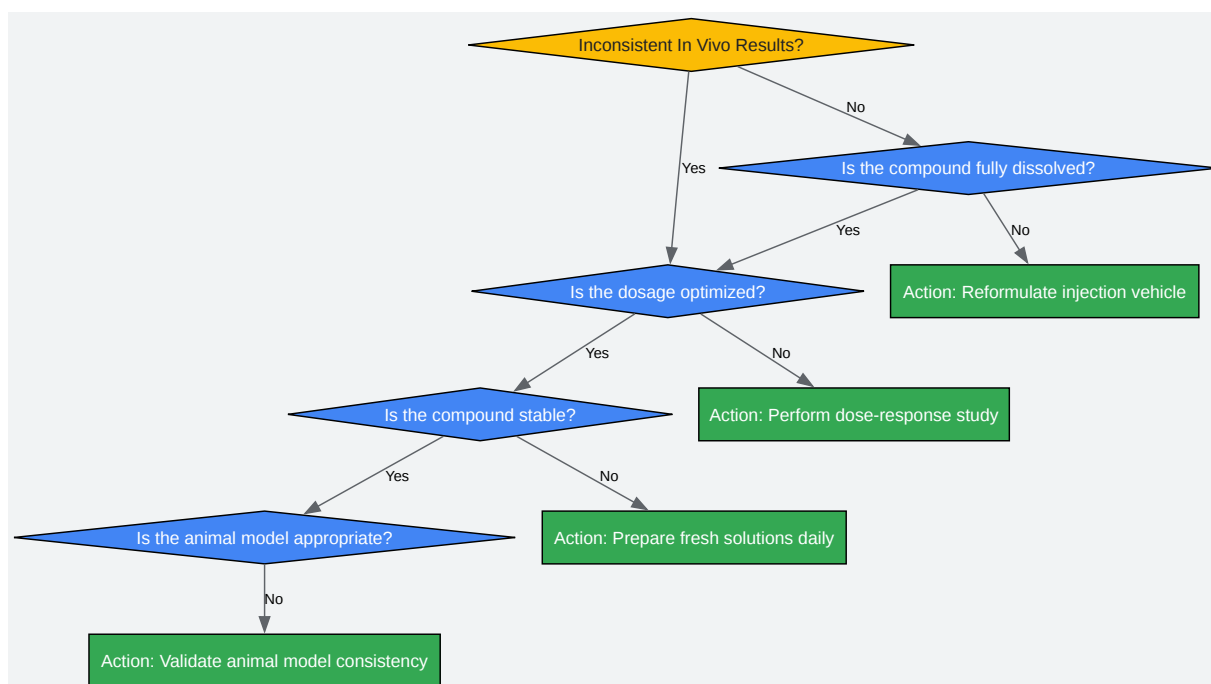 Inconsistent In Vivo Results?
No
Yes
Is the compound fully dissolved?
Yes
No
Is the dosage optimized?
Action: Reformulate injection vehicle
Yes
No
Is the compound stable?
Action: Perform dose-response study
Yes
No
Is the animal model appropriate?
Action: Prepare fresh solutions daily
No
Action: Validate animal model consistency